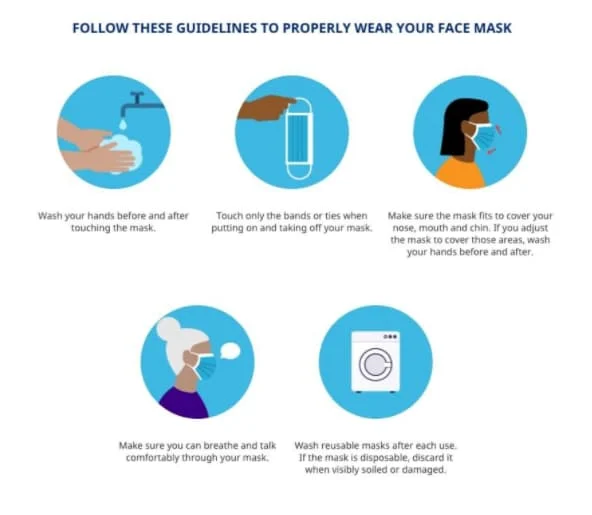 FOLLOW THESE GUIDELINES TO PROPERLY WEAR YOUR FACE MASK
Wash your hands before and after
touching the mask.
Touch only the bands or ties when
putting on and taking off your mask.
Make sure the mask fits to cover your
nose, mouth and chin. If you adjust
the mask to cover those areas, wash
your hands before and after.
Make sure you can breathe and talk
comfortably through your mask.
Wash reusable masks after each use.
If the mask is disposable, discard it
when visibly soiled or damaged.